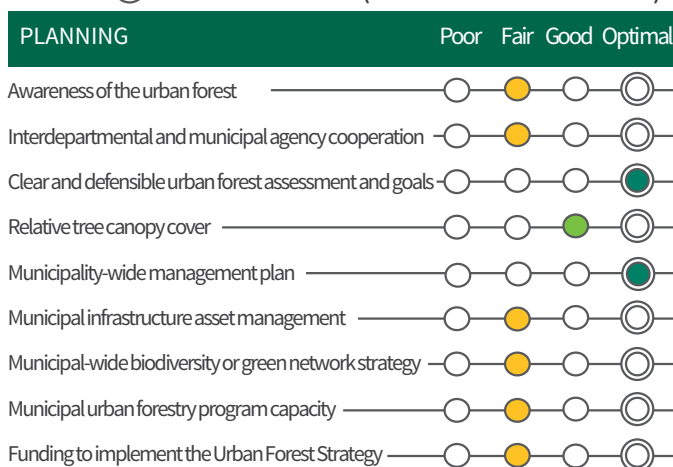 PLANNING Poor Fair Good Optimal
Awareness of the urban forest
Interdepartmental and municipal agency cooperation
Clear and defensible urban forest assessment and goals
Relative tree canopy cover
Municipality-wide management plan
Municipal infrastructure asset management
Municipal-wide biodiversity or green network strategy
Municipal urban forestry program capacity
Funding to implement the Urban Forest Strategy